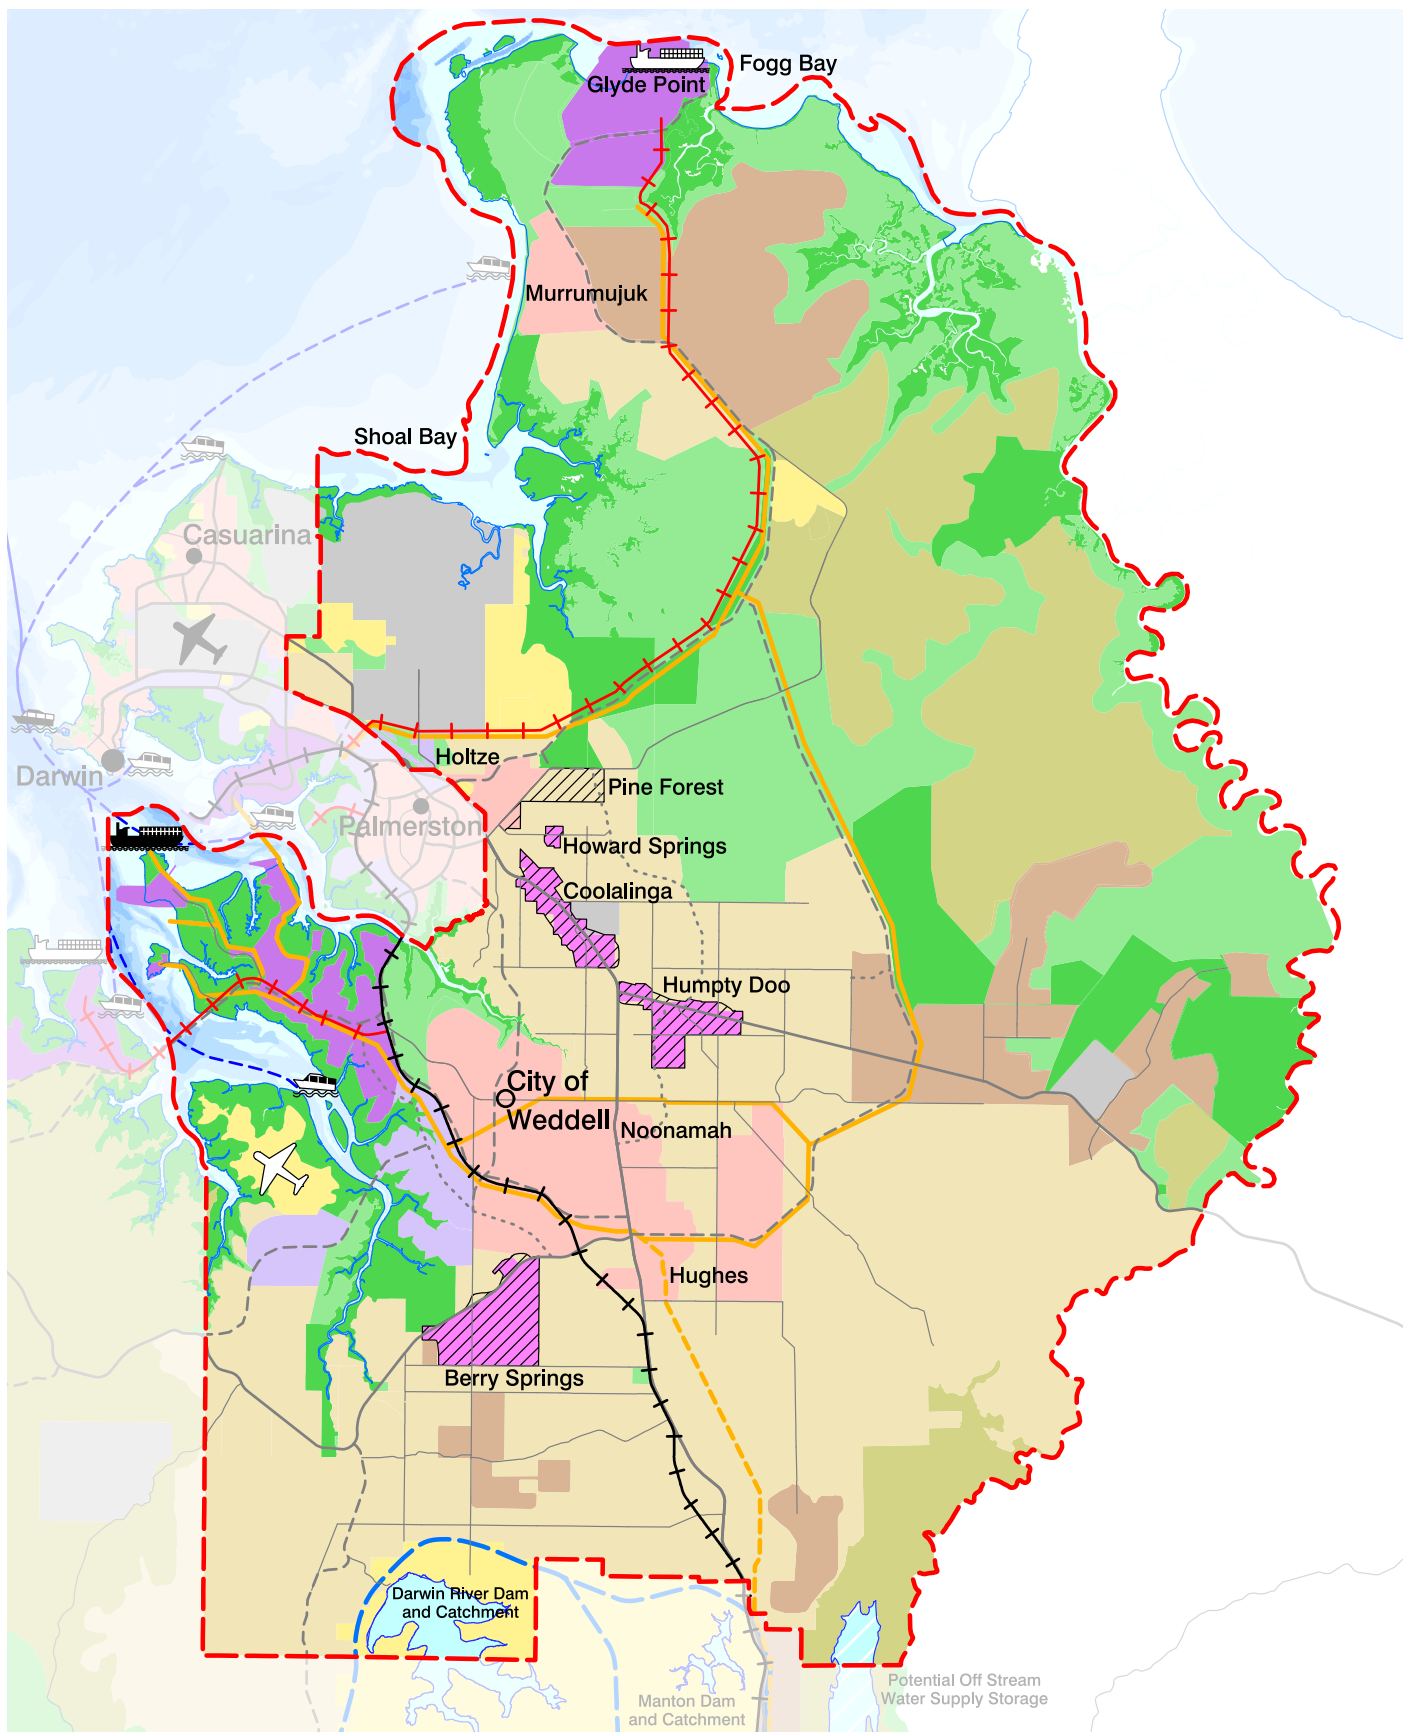 Fogg Bay
Glyde Point
Murrumujuk
Shoal Bay
Casuarina
Holtze
Darwin
Pine Forest
Palmerston
Howard Springs
Coolalinga
Humpty Doo
City of
Weddell
Noonamah
Hughes
Berry Springs
Darwin River Dam
and Catchment
Potential Off Stream
Water Supply Storage
Manton Dam
and Catchment